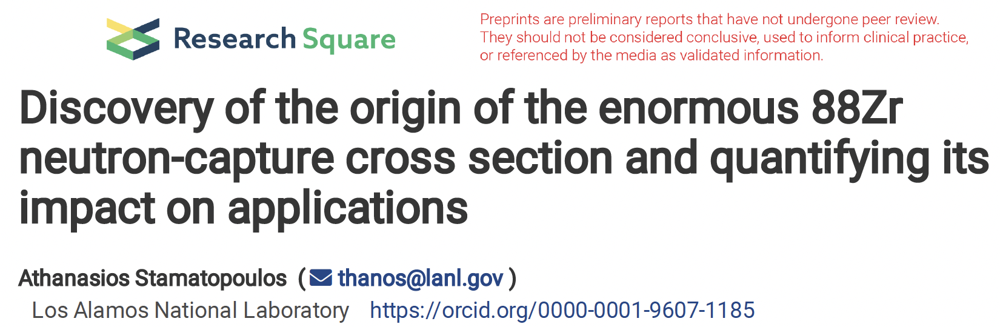 Research Square
Preprints are preliminary reports that have not undergone peer review.
They should not be considered conclusive, used to inform clinical practice,
or referenced by the media as validated information.
Discovery of the origin of the enormous 88Zr
neutron-capture cross section and quantifying its
impact on applications
Athanasios Stamatopoulos ( thanos@lanl.gov )
Los Alamos National Laboratory https://orcid.org/0000-0001-9607-1185